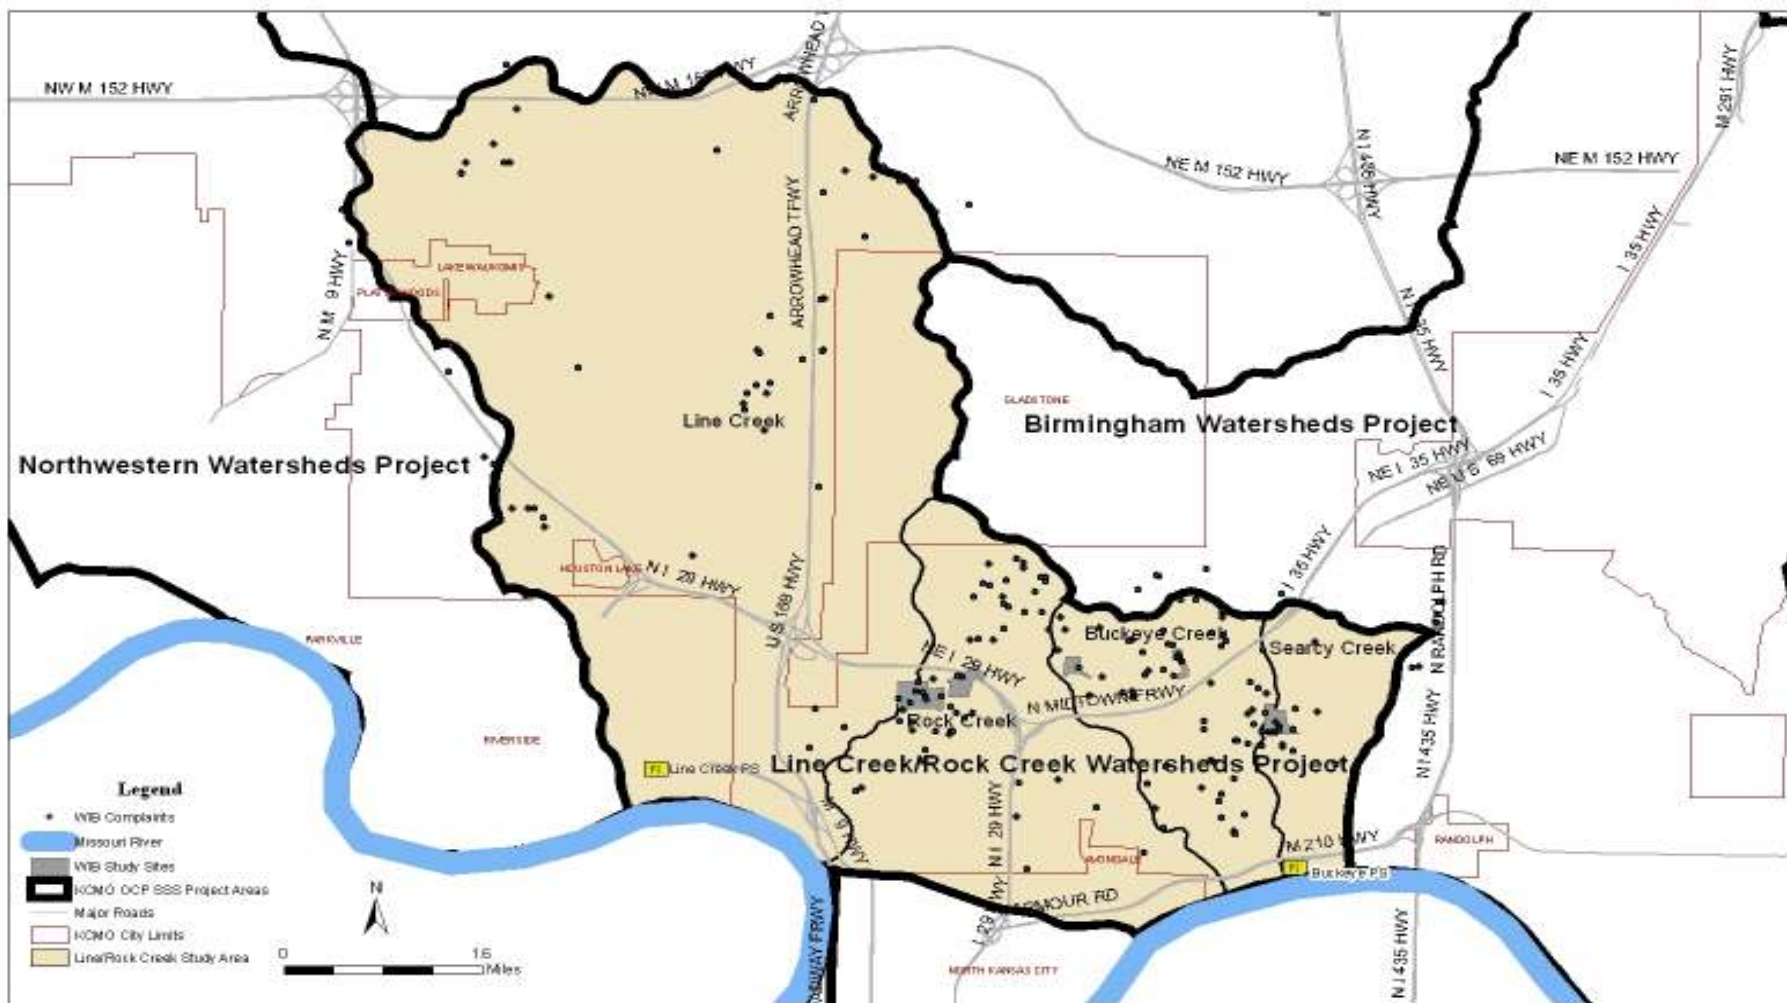 NW M 152 HWY
ARROWHEAD T
M 291 HWY
N I 435 HWY
NE M 152 HWY
NE M 152 HWY
ARROWHEAD TFWY
I 35 HWY
N M 9 HWY
LAKE WAUKOMIS
N I 435 HWY
I 35 HWY
GLADSTONE
Line Creek
Birmingham Watersheds Project
Northwestern Watersheds Project
NE I 35 HWY
NE U S 69 HWY
HOUSTON LAKE
N I 29 HWY
U S 169 HWY
I 35 HWY
N RANDOLPH RD
PARKVILLE
Buckeye Creek
Searcy Creek
NE I 29 HWY
N MIDTOWN FRWY
Rock Creek
RIVERSIDE
Line Creek PS
Line Creek/Rock Creek Watersheds Project
N I 435 HWY
N I 29 HWY
M 210 HWY
RANDOLPH
AVONDALE
Buckeye PS
ARMOUR RD
NORTH KANSAS CITY
N I 435 HWY
Legend
WIB Complaints
Missouri River
WIB Study Sites
KCMO OCP SSS Project Areas
Major Roads
KCMO City Limits
Line/Rock Creek Study Area
N
0 1.6
Miles